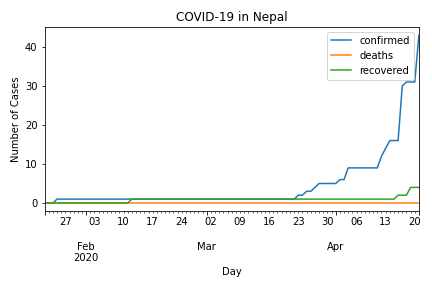 COVID-19 in Nepal
confirmed
deaths
recovered
Number of Cases
40
30
20
10
0
27 03 10 17 24 02 09 16 23 30 06 13 20
Feb Mar Apr
2020
Day